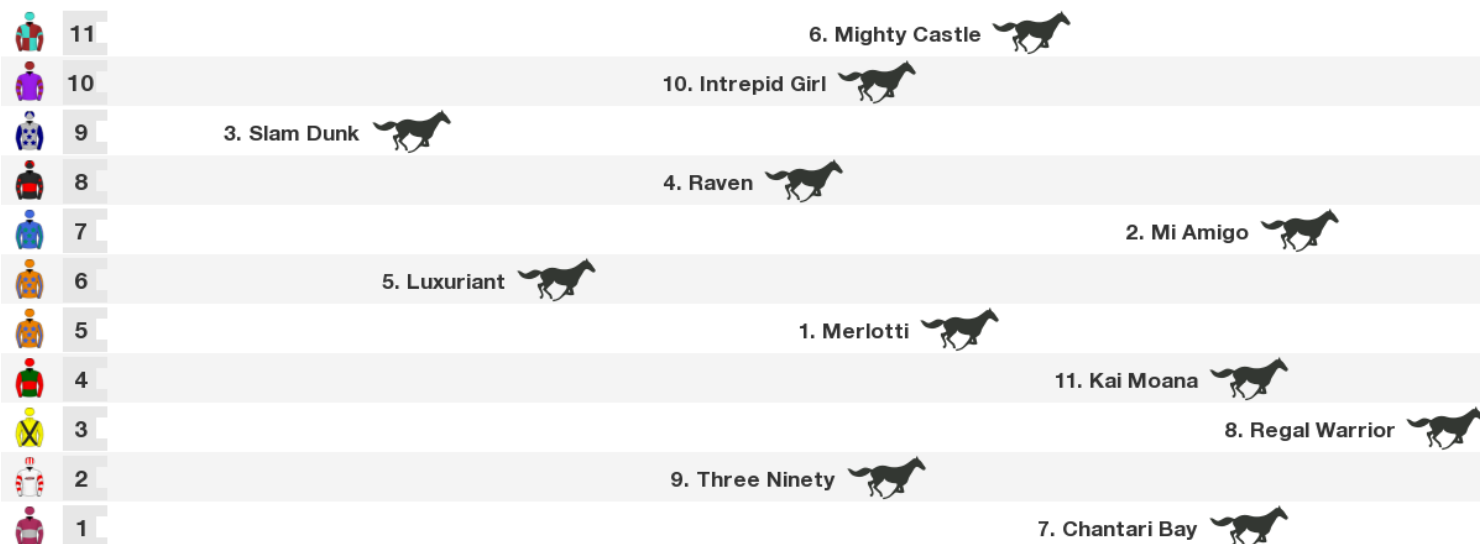 11 6. Mighty Castle
10 10. Intrepid Girl
9 3. Slam Dunk
8 4. Raven
7 2. Mi Amigo
6 5. Luxuriant
5 1. Merlotti
4 11. Kai Moana
3 8. Regal Warrior
2 9. Three Ninety
1 7. Chantari Bay